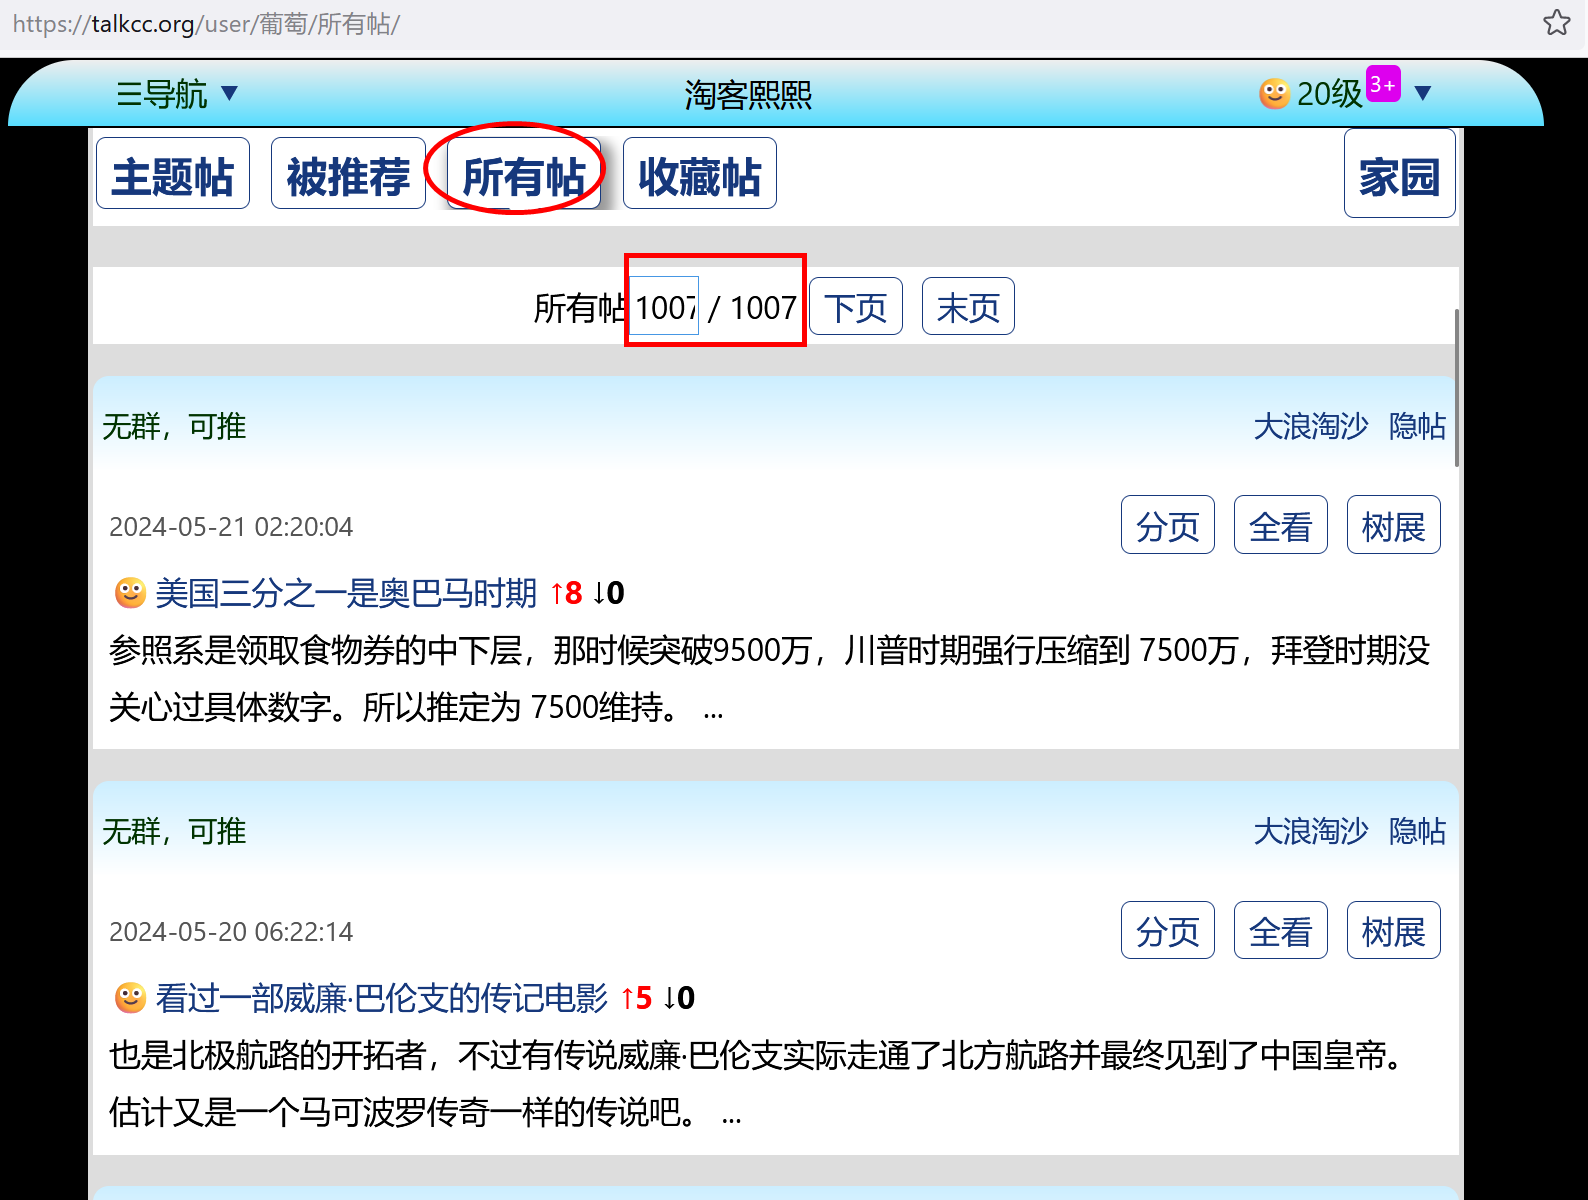 https://talkcc.org/user/葡萄/所有帖/
三导航 ▼ 淘客熙熙 20级 3+ ▼
主题帖 被推荐 所有帖 收藏帖 家园
所有帖 1007 / 1007 下页 末页
无群，可推 大浪淘沙 隐帖
2024-05-21 02:20:04 分页 全看 树展
美国三分之一是奥巴马时期 ↑8 ↓0
参照系是领取食物券的中下层，那时候突破9500万，川普时期强行压缩到 7500万，拜登时期没
关心过具体数字。所以推定为 7500维持。 ...
无群，可推 大浪淘沙 隐帖
2024-05-20 06:22:14 分页 全看 树展
看过一部威廉·巴伦支的传记电影 ↑5 ↓0
也是北极航路的开拓者，不过有传说威廉·巴伦支实际走通了北方航路并最终见到了中国皇帝。
估计又是一个马可波罗传奇一样的传说吧。 ...